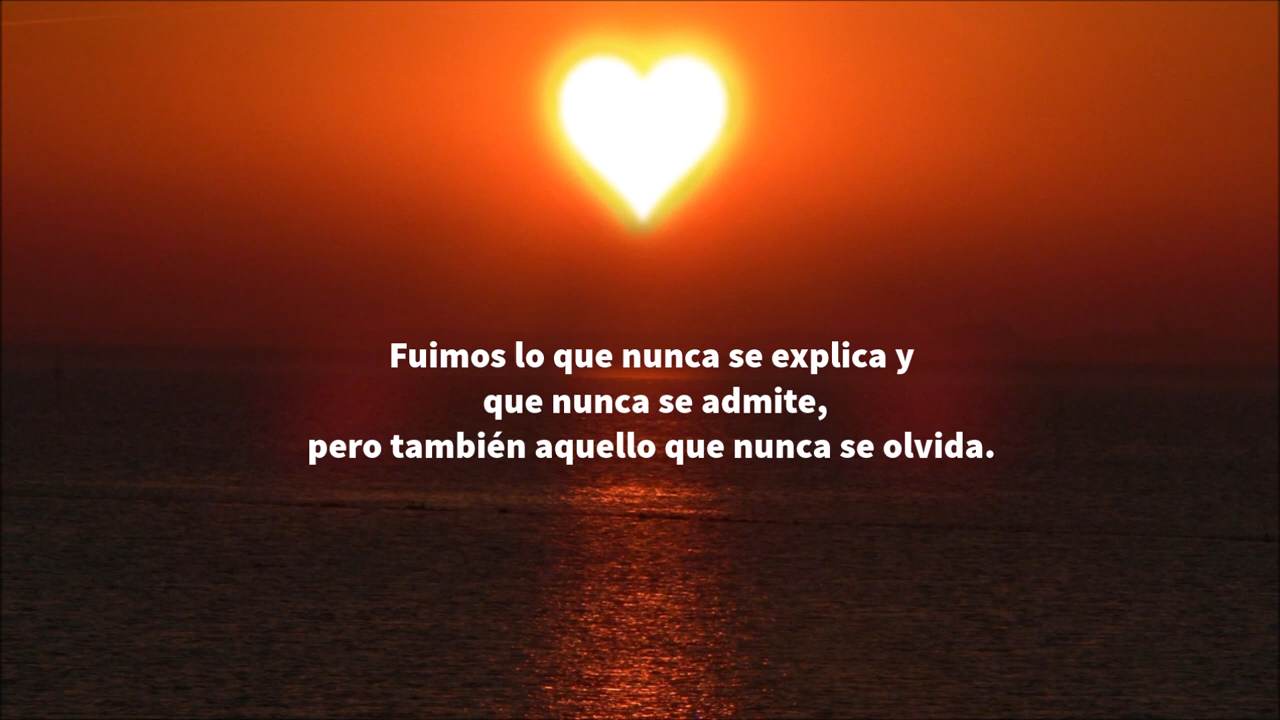 Fuimos lo que nunca se explica y
que nunca se admite,
pero también aquello que nunca se olvida.